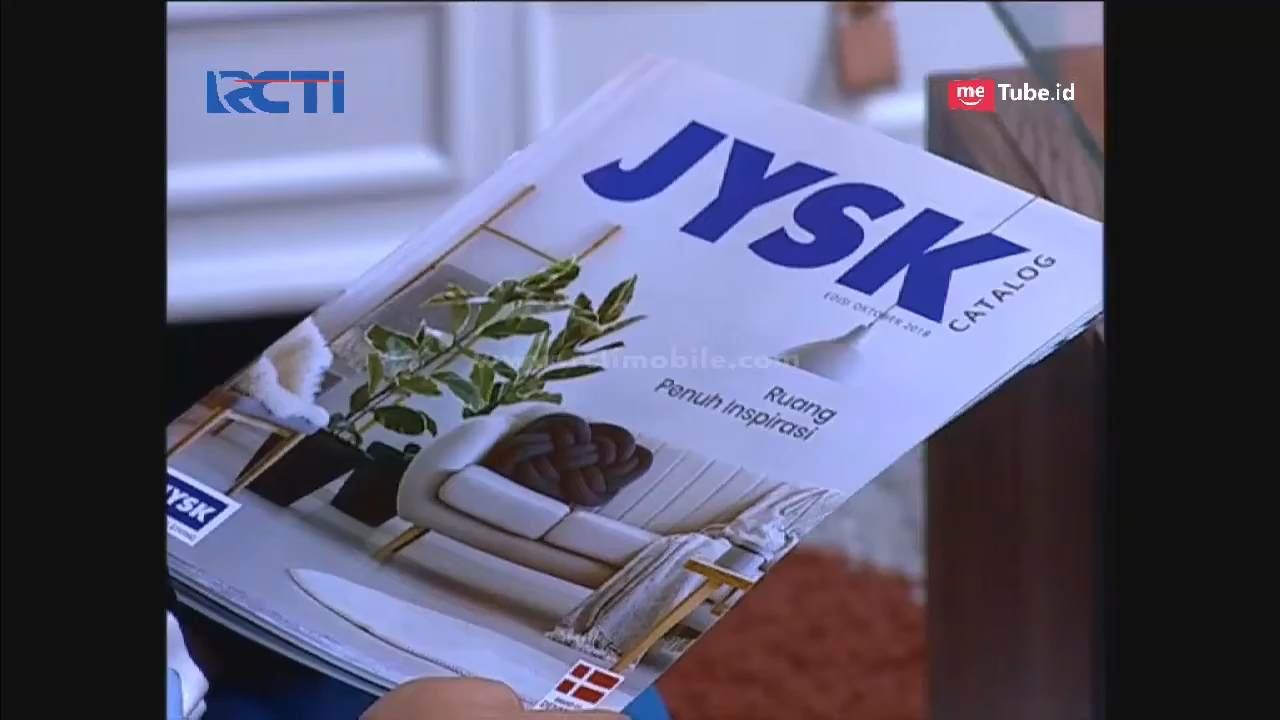 RCTI
me Tube.id
JYSK
CATALOG
EDISI OKTOBER 2018
Ruang
Penuh Inspirasi
JYSK